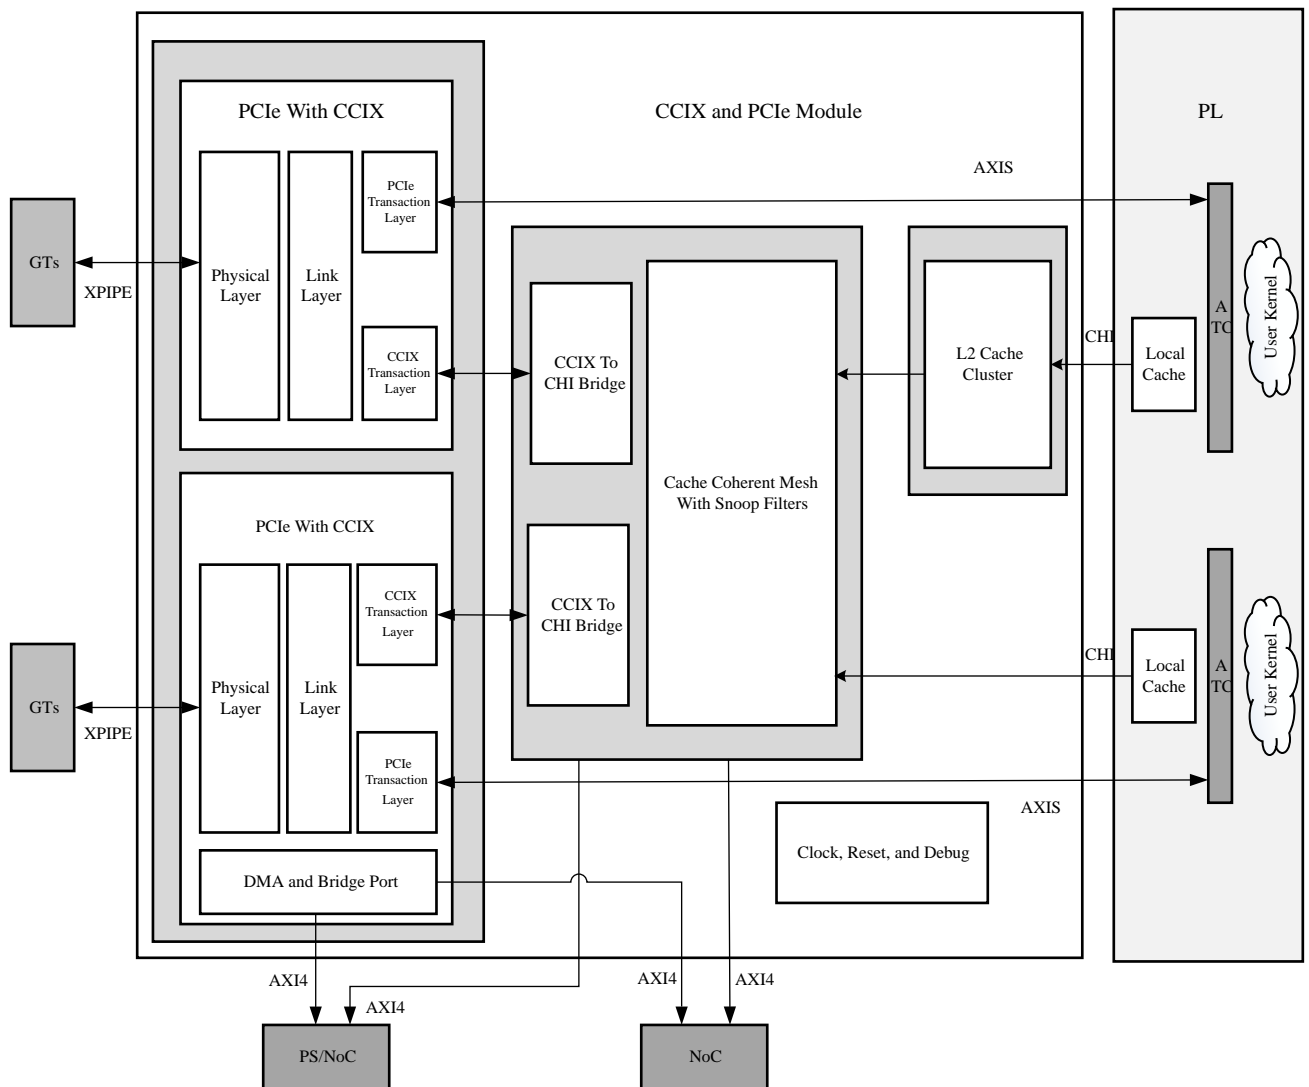 PCIe With CCIX
CCIX and PCIe Module
PL
PCIe
Transaction
Layer
AXIS
GTs
XPIPE
Physical
Layer
Link
Layer
CCIX
Transaction
Layer
CCIX To
CHI Bridge
L2 Cache
Cluster
CHI
Local
Cache
A
TC
User Kernel
Cache Coherent Mesh
With Snoop Filters
PCIe With CCIX
GTs
XPIPE
Physical
Layer
Link
Layer
CCIX
Transaction
Layer
CCIX To
CHI Bridge
CHI
Local
Cache
A
TC
User Kernel
PCIe
Transaction
Layer
AXIS
Clock, Reset, and Debug
DMA and Bridge Port
AXI4
AXI4
AXI4
AXI4
PS/NoC
NoC